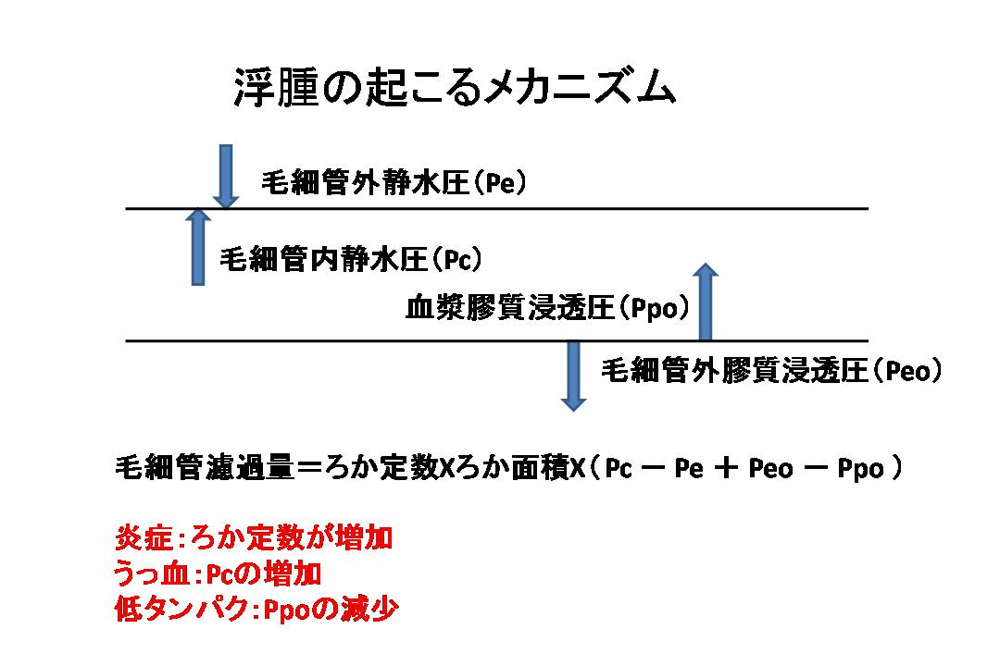 浮腫の起こるメカニズム
毛細管外静水圧(Pe)
毛細管内静水圧(Pc)
血漿膠質浸透圧(Ppo)
毛細管外膠質浸透圧(Peo)
毛細管濾過量=ろか定数Xろか面積X(Pc - Pe + Peo - Ppo )
炎症:ろか定数が増加
うっ血:Pcの増加
低タンパク:Ppoの減少